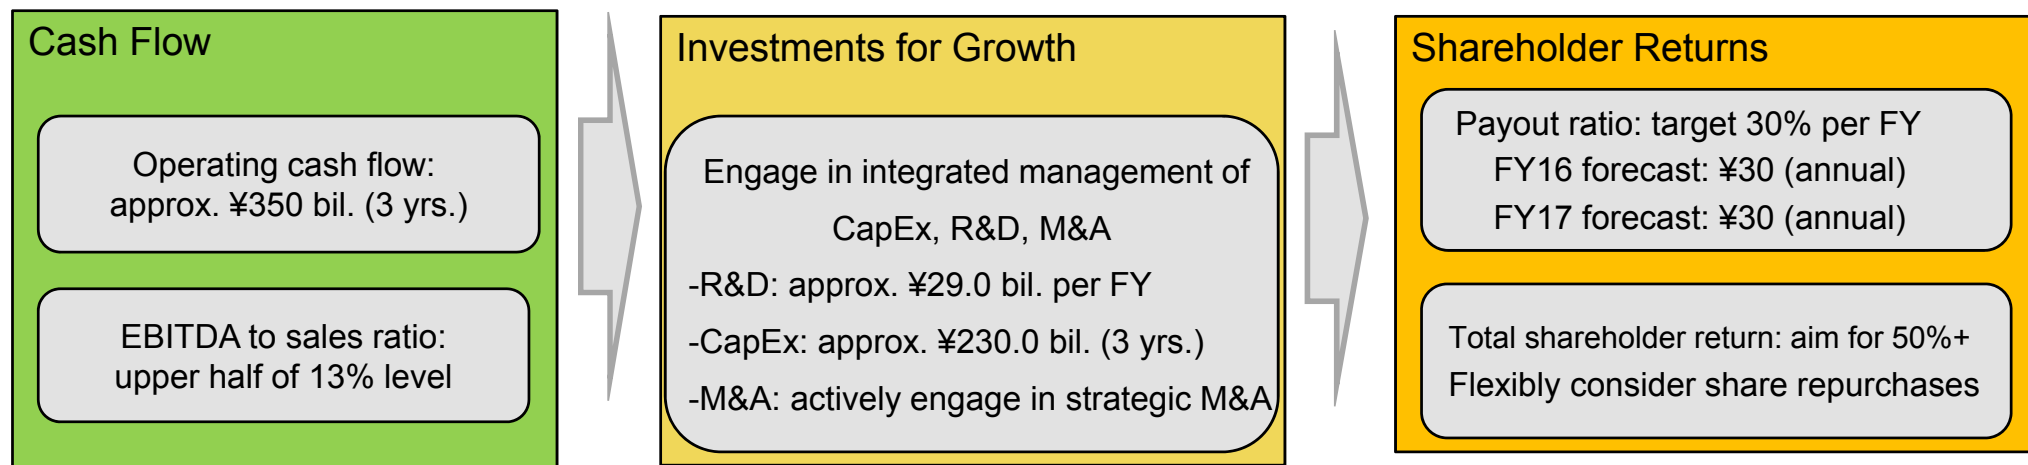 Cash Flow
Operating cash flow:
approx. ¥350 bil. (3 yrs.)
EBITDA to sales ratio:
upper half of 13% level
Investments for Growth
Engage in integrated management of
CapEx, R&D, M&A
-R&D: approx. ¥29.0 bil. per FY
-CapEx: approx. ¥230.0 bil. (3 yrs.)
-M&A: actively engage in strategic M&A
Shareholder Returns
Payout ratio: target 30% per FY
FY16 forecast: ¥30 (annual)
FY17 forecast: ¥30 (annual)
Total shareholder return: aim for 50%+
Flexibly consider share repurchases